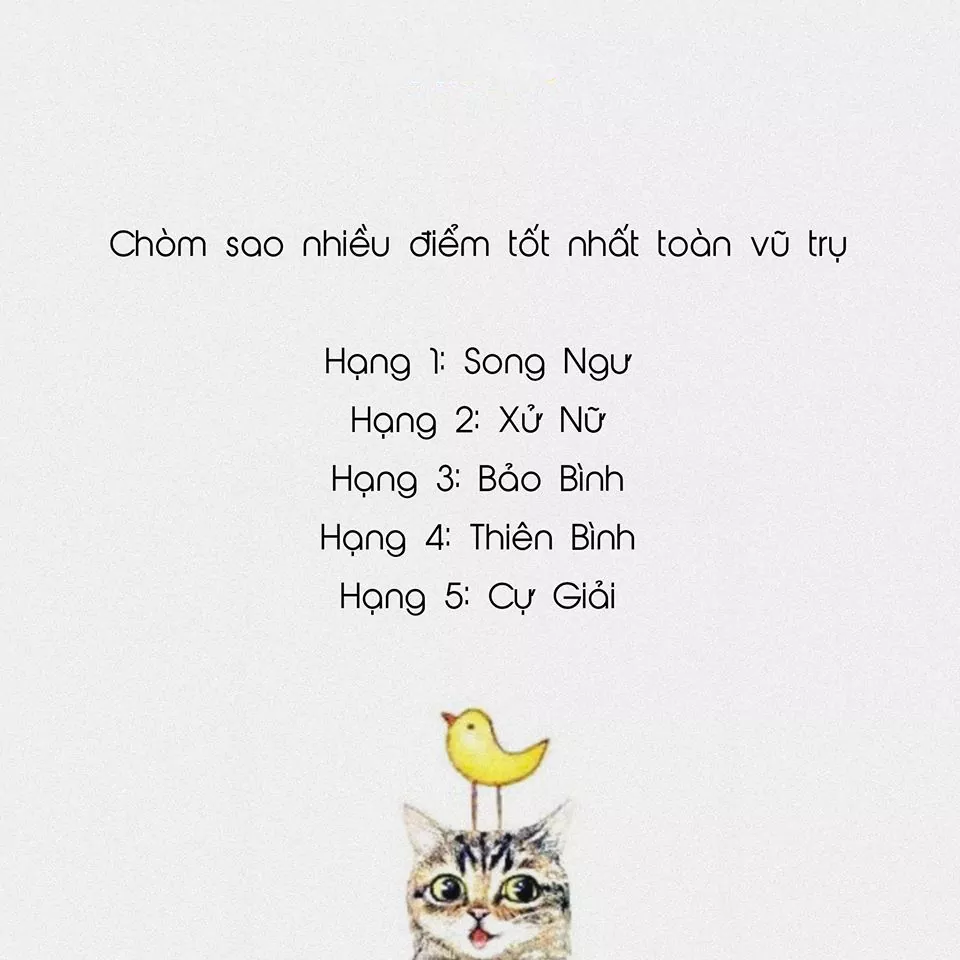 Chòm sao nhiều điểm tốt nhất toàn vũ trụ
Hạng 1: Song Ngư
Hạng 2: Xử Nữ
Hạng 3: Bảo Bình
Hạng 4: Thiên Bình
Hạng 5: Cự Giải